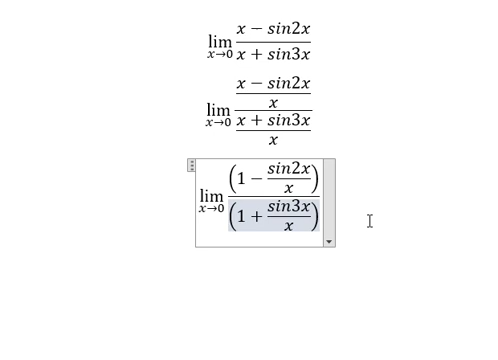 lim x→0 (x − sin2x)/(x + sin3x)
lim x→0 ((x − sin2x)/x)/((x + sin3x)/x)
lim x→0 (1 − sin2x/x)/(1 + sin3x/x)